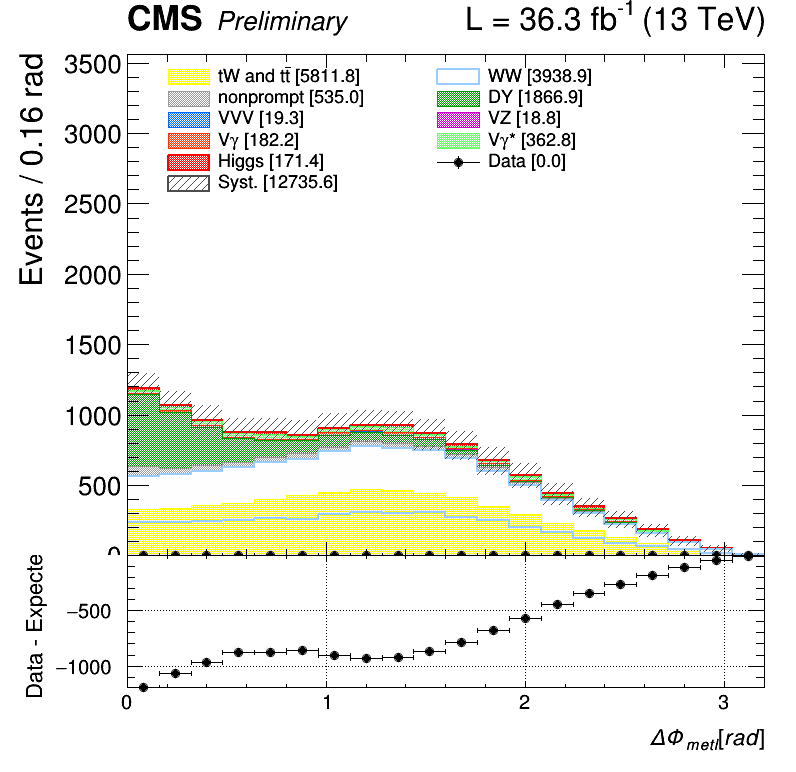 CMS Preliminary L = 36.3 fb⁻¹ (13 TeV)
Events / 0.16 rad
3500
3000
2500
2000
1500
1000
500
0
tW and tt̄ [5811.8]
nonprompt [535.0]
VVV [19.3]
Vγ [182.2]
Higgs [171.4]
Syst. [12735.6]
WW [3938.9]
DY [1866.9]
VZ [18.8]
Vγ* [362.8]
Data [0.0]
Data - Expecte
−500
−1000
0 1 2 3
ΔΦ metl[rad]